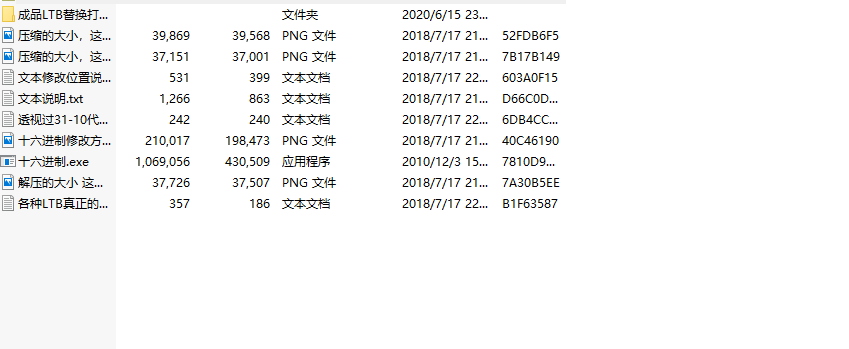 成品LTB替换打... 文件夹 2020/6/15 23...
压缩的大小，这... 39,869 39,568 PNG 文件 2018/7/17 21... 52FDB6F5
压缩的大小，这... 37,151 37,001 PNG 文件 2018/7/17 21... 7B17B149
文本修改位置说... 531 399 文本文档 2018/7/17 22... 603A0F15
文本说明.txt 1,266 863 文本文档 2018/7/17 21... D66C0D...
透视过31-10代... 242 240 文本文档 2018/7/17 22... 6DB4CC...
十六进制修改方... 210,017 198,473 PNG 文件 2018/7/17 21... 40C46190
十六进制.exe 1,069,056 430,509 应用程序 2010/12/3 15... 7810D9...
解压的大小 这... 37,726 37,507 PNG 文件 2018/7/17 21... 7A30B5EE
各种LTB真正的... 357 186 文本文档 2018/7/17 22... B1F63587